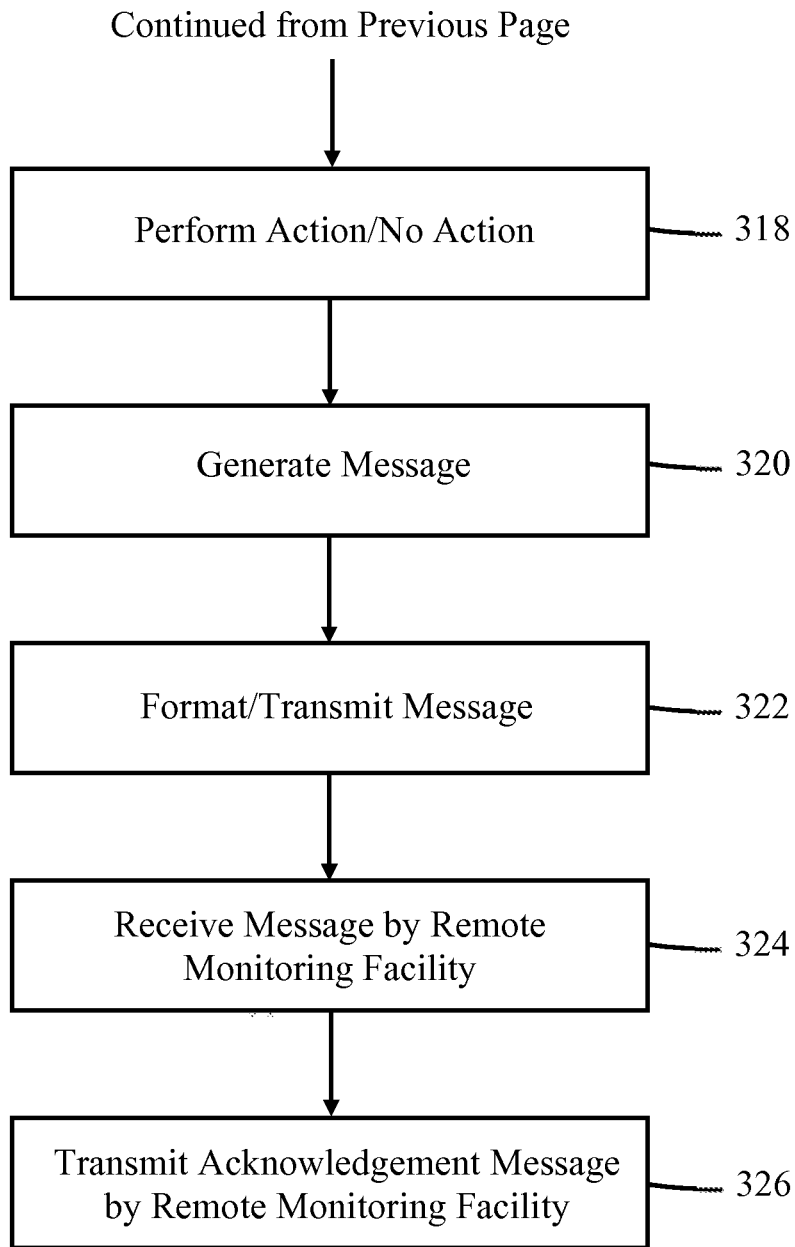 Continued from Previous Page
Perform Action/No Action
318
Generate Message
320
Format/Transmit Message
322
Receive Message by Remote
Monitoring Facility
324
Transmit Acknowledgement Message
by Remote Monitoring Facility
326